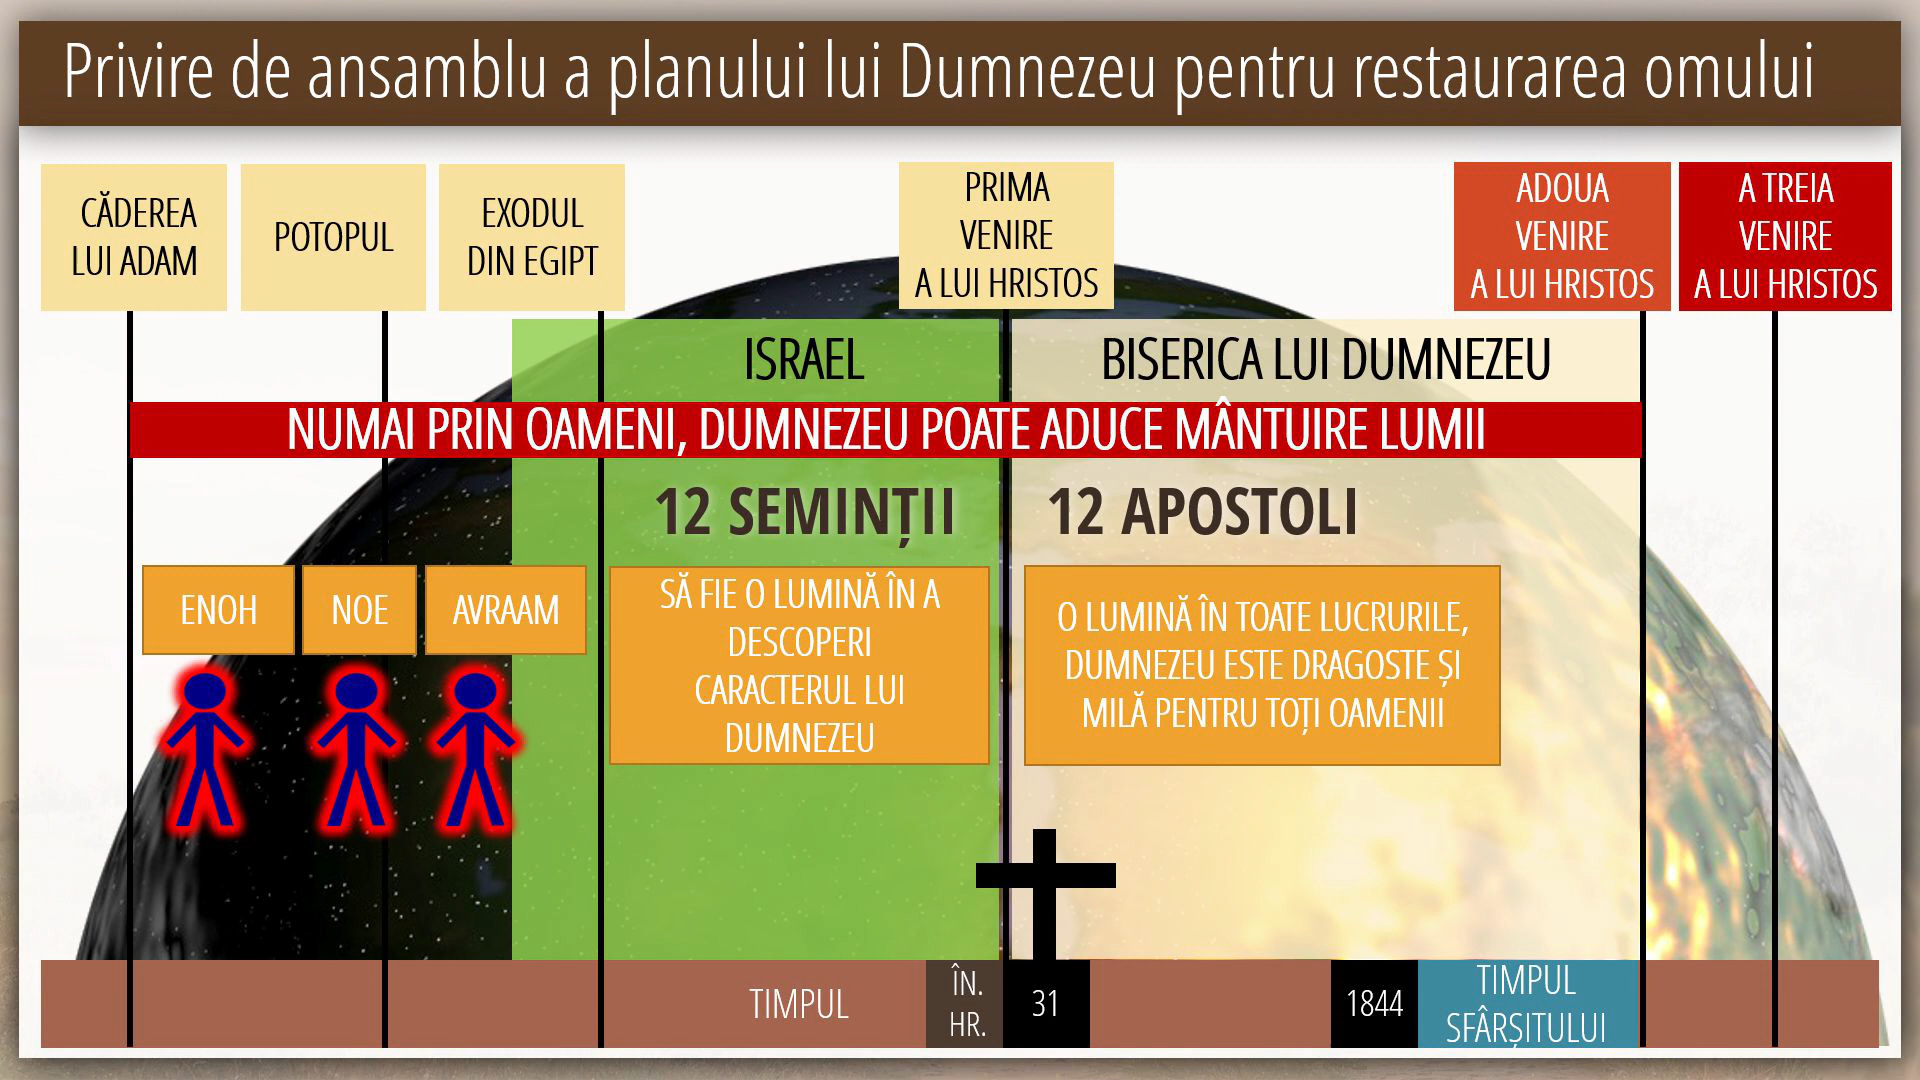 Privire de ansamblu a planului lui Dumnezeu pentru restaurarea omului
CĂDEREA
LUI ADAM
POTOPUL
EXODUL
DIN EGIPT
PRIMA
VENIRE
A LUI HRISTOS
ADOUA
VENIRE
A LUI HRISTOS
A TREIA
VENIRE
A LUI HRISTOS
ISRAEL
BISERICA LUI DUMNEZEU
NUMAI PRIN OAMENI, DUMNEZEU POATE ADUCE MÂNTUIRE LUMII
12 SEMINȚII
12 APOSTOLI
ENOH
NOE
AVRAAM
SĂ FIE O LUMINĂ ÎN A
DESCOPERI
CARACTERUL LUI
DUMNEZEU
O LUMINĂ ÎN TOATE LUCRURILE,
DUMNEZEU ESTE DRAGOSTE ȘI
MILĂ PENTRU TOȚI OAMENII
TIMPUL
ÎN.
HR.
31
1844
TIMPUL
SFÂRȘITULUI